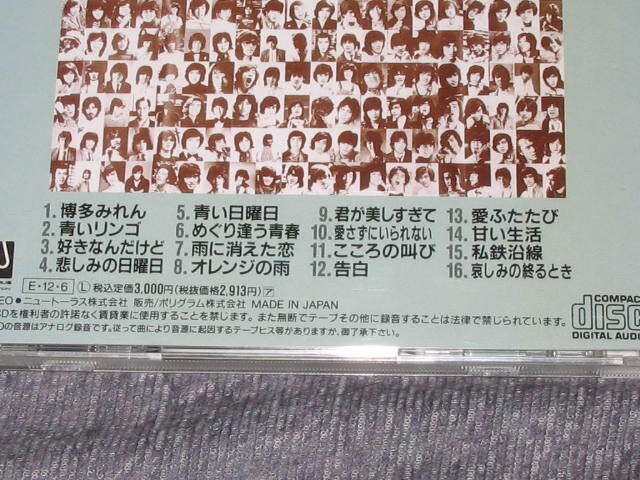 1. 博多みれん
2. 青いリンゴ
3. 好きなんだけど
4. 悲しみの日曜日
5. 青い日曜日
6. めぐり逢う青春
7. 雨に消えた恋
8. オレンジの雨
9. 君が美しすぎて
10. 愛さずにいられない
11. こころの叫び
12. 告白
13. 愛ふたたび
14. 甘い生活
15. 私鉄沿線
16. 哀しみの終るとき
E・12・6 Ⓛ税込定価3,000円(税抜価格2,913円)ア
EO・ニュートーラス株式会社 販売/ポリグラム株式会社 MADE IN JAPAN
CDを権利者の許諾なく賃貸業に使用することを禁じます。また無断でテープその他に録音することは法律で禁じられています。
の音源はアナログ録音です。従って曲により音源に起因するテープヒス等がありますが、御了承下さい。
COMPAC
disc
DIGITAL AUDIO